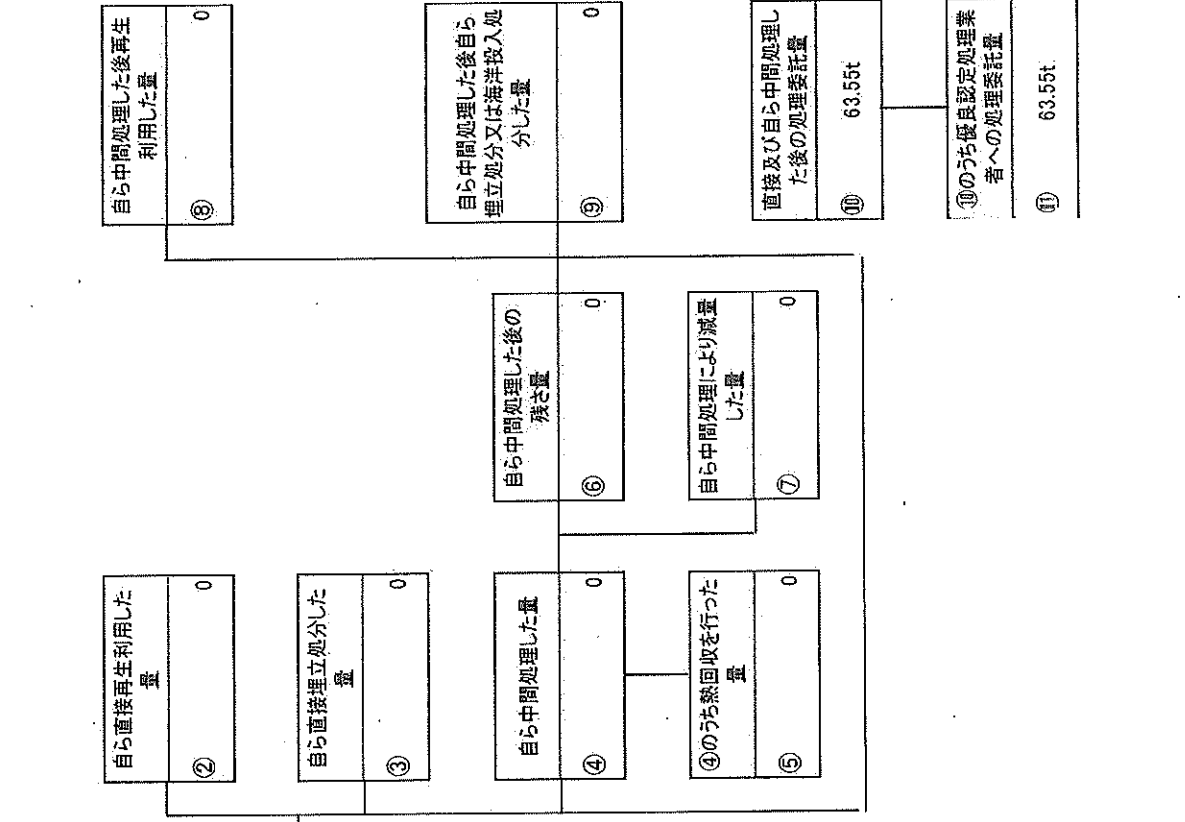 自ら直接再生利用した
量
② 0
自ら直接埋立処分した
量
③ 0
自ら中間処理した量
④ 0
④のうち熱回収を行った
量
⑤ 0
自ら中間処理した後の
残さ量
⑥ 0
自ら中間処理により減量
した量
⑦ 0
自ら中間処理した後再生
利用した量
⑧ 0
自ら中間処理した後自ら
埋立処分又は海洋投入処
分した量
⑨ 0
直接及び自ら中間処理し
た後の処理委託量
⑩ 63.55t
⑩のうち優良認定処理業
者への処理委託量
⑪ 63.55t